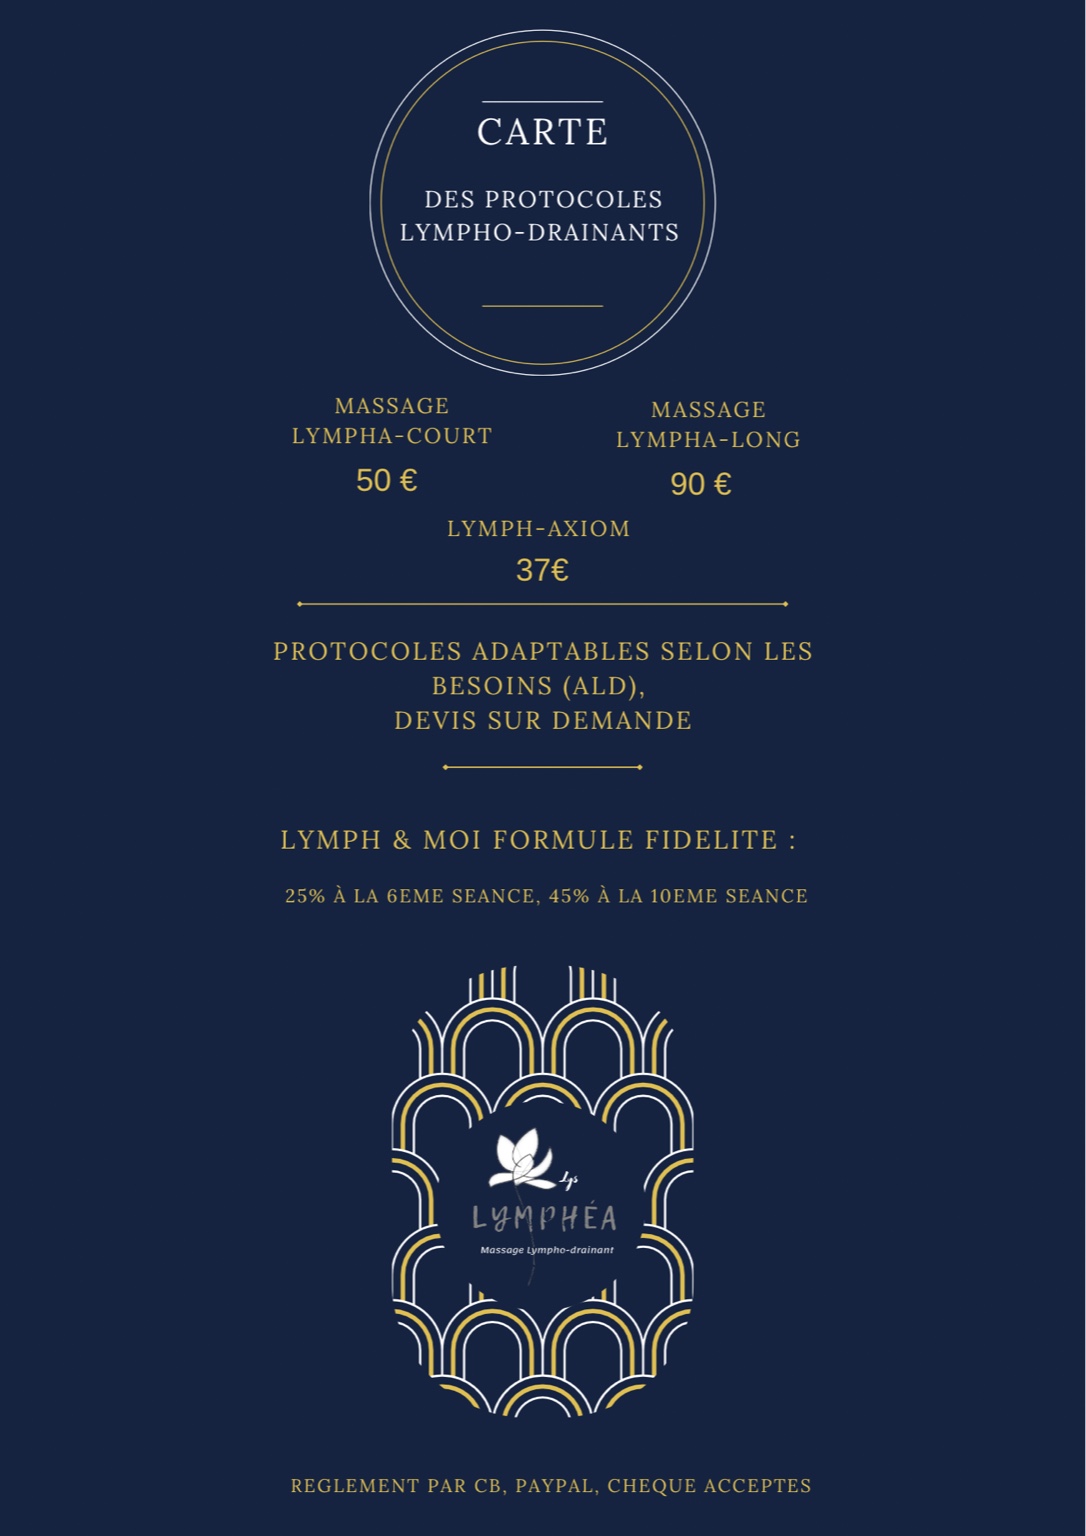 CARTE
DES PROTOCOLES
LYMPHO-DRAINANTS
MASSAGE
LYMPHA-COURT
50 €
MASSAGE
LYMPHA-LONG
90 €
LYMPH-AXIOM
37€
PROTOCOLES ADAPTABLES SELON LES
BESOINS (ALD),
DEVIS SUR DEMANDE
LYMPH & MOI FORMULE FIDELITE :
25% À LA 6EME SEANCE, 45% À LA 10EME SEANCE
Lys
LYMPHÉA
Massage Lympho-drainant
REGLEMENT PAR CB, PAYPAL, CHEQUE ACCEPTES